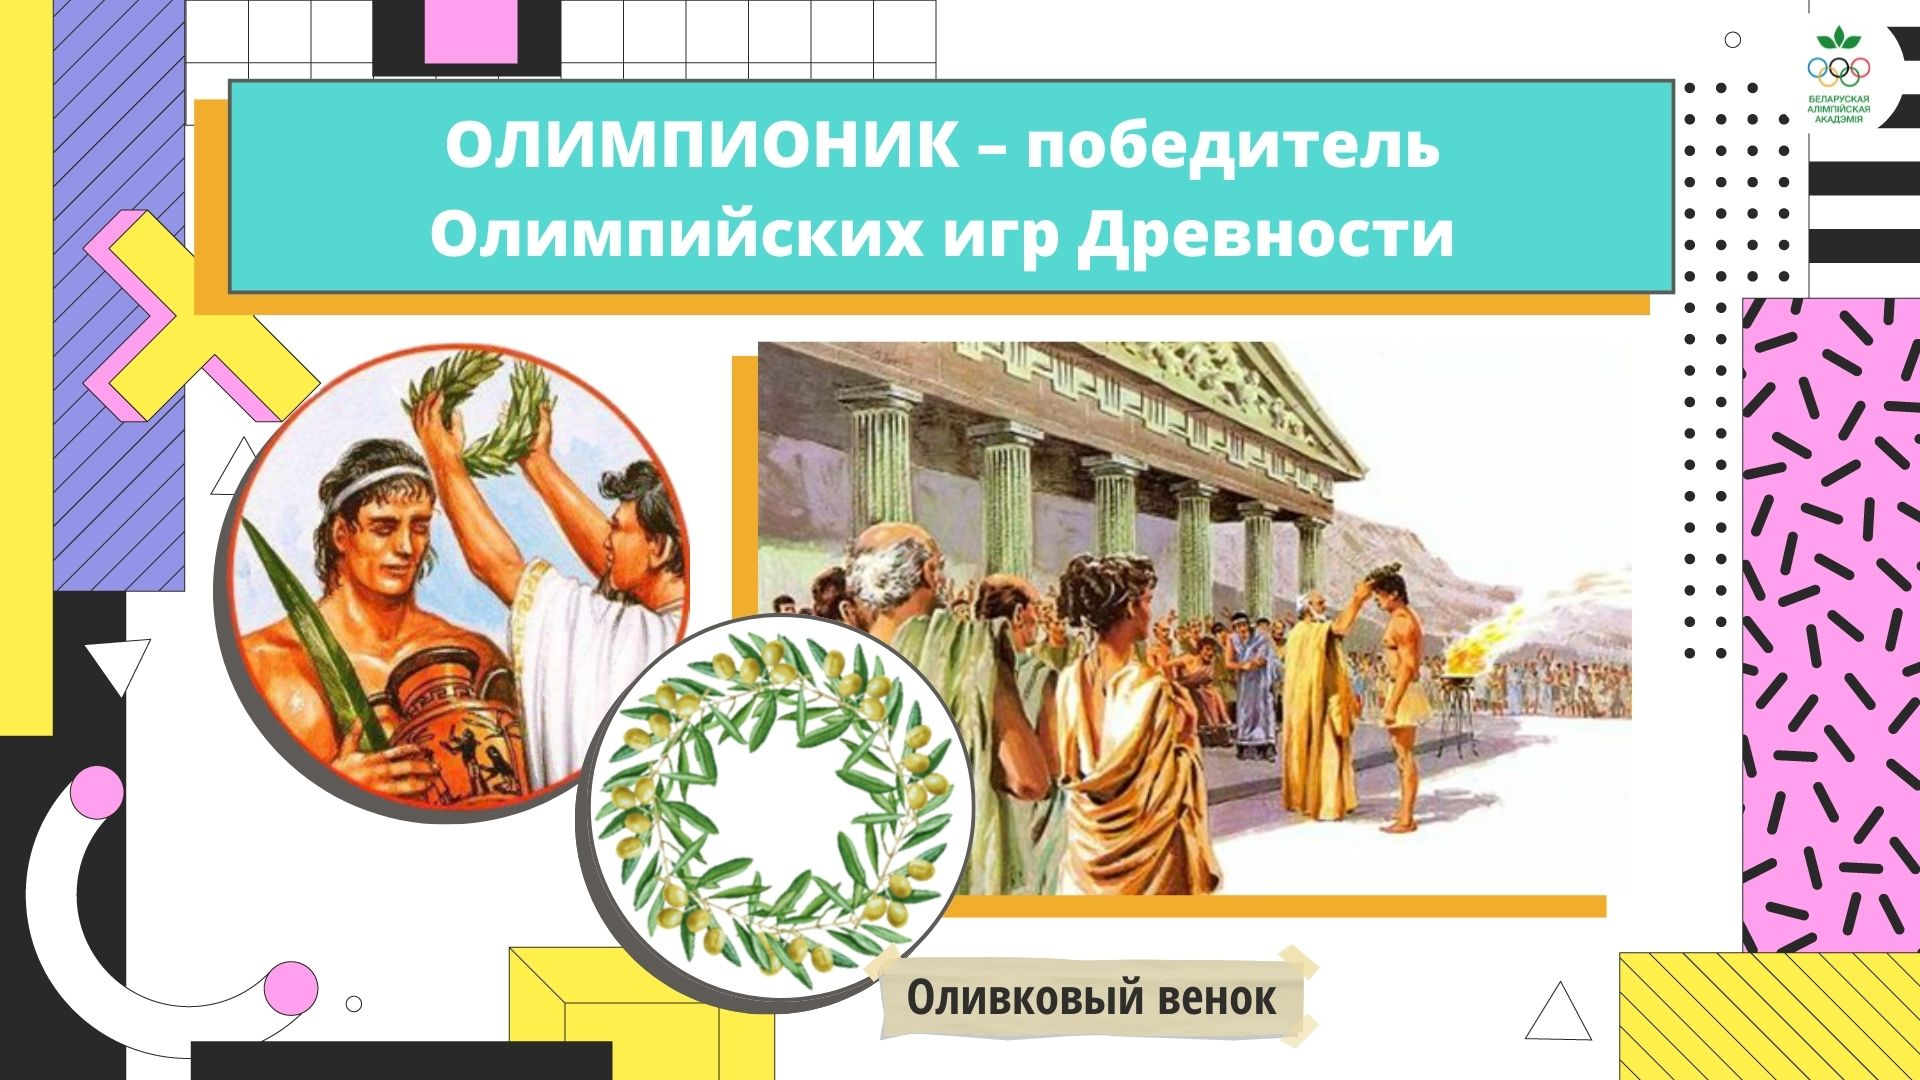 БЕЛАРУСКАЯ
АЛІМПІЙСКАЯ
АКАДЭМІЯ
ОЛИМПИОНИК – победитель
Олимпийских игр Древности
Оливковый венок